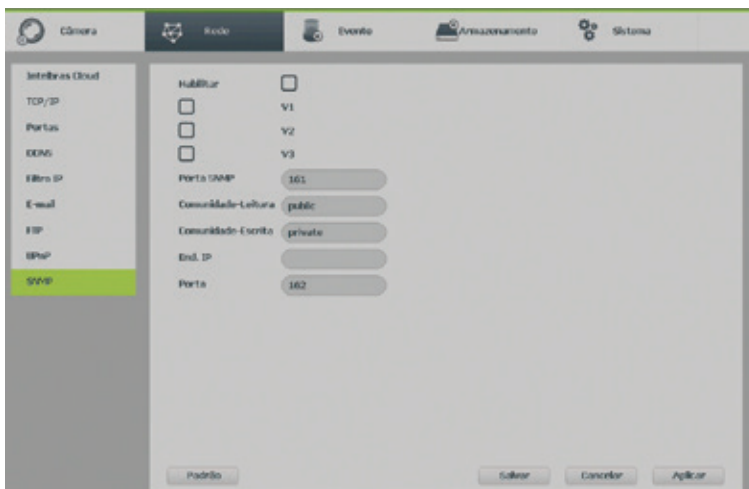 Câmera
Rede
Evento
Armazenamento
Sistema
Intelbras Cloud
TCP/IP
Portas
DDNS
Filtro IP
E-mail
FTP
UPnP
SNMP
Habilitar
V1
V2
V3
Porta SNMP 161
Comunidade-Leitura public
Comunidade-Escrita private
End. IP
Porta 162
Padrão
Salvar
Cancelar
Aplicar